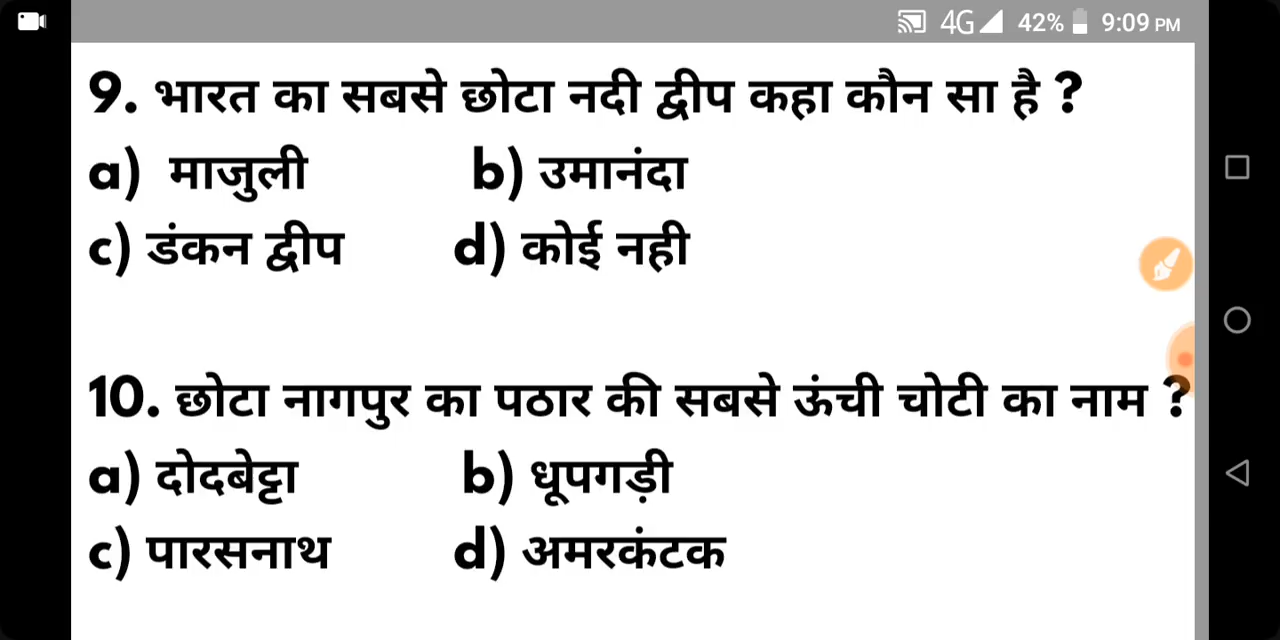 4G 42% 9:09 PM
9. भारत का सबसे छोटा नदी द्वीप कहा कौन सा है ?
a) माजुली b) उमानंदा
c) डंकन द्वीप d) कोई नही
10. छोटा नागपुर का पठार की सबसे ऊंची चोटी का नाम ?
a) दोदबेट्टा b) धूपगड़ी
c) पारसनाथ d) अमरकंटक